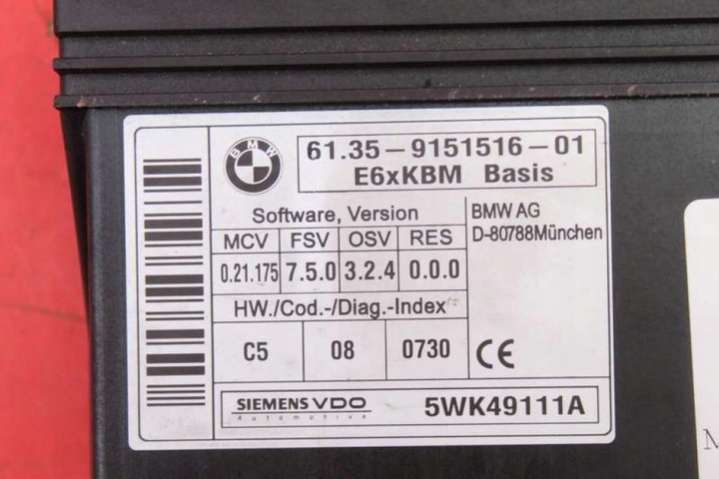 BMW
61.35-9151516-01
E6xKBM Basis
Software, Version
MCV FSV OSV RES
0.21.175 7.5.0 3.2.4 0.0.0
BMW AG
D-80788München
HW./Cod.-/Diag.-Index
C5 08 0730
CE
SIEMENS VDO
Automotive
5WK49111A
M